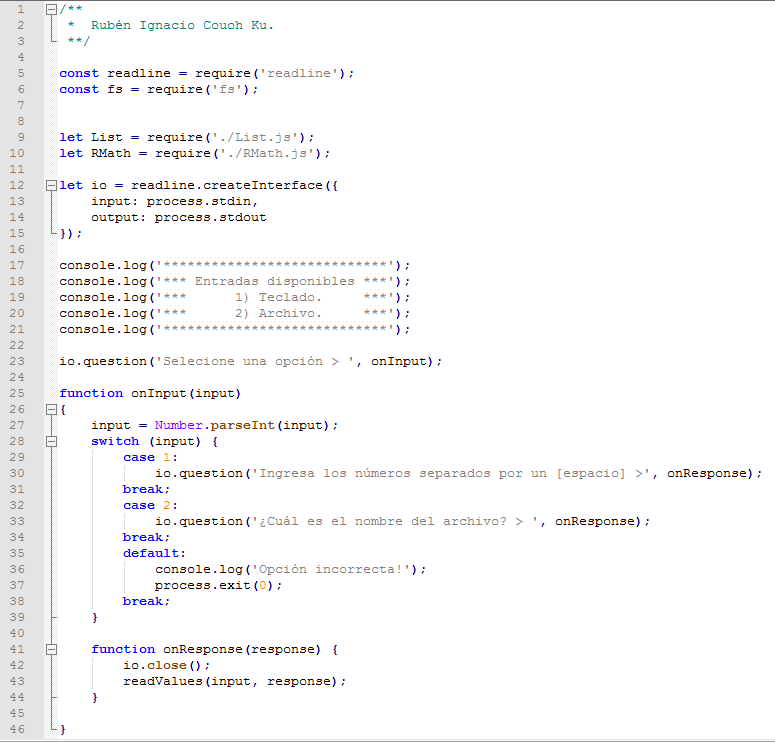 1 /**
2  *  Rubén Ignacio Couoh Ku.
3  **/
4
5 const readline = require('readline');
6 const fs = require('fs');
7
8
9 let List = require('./List.js');
10 let RMath = require('./RMath.js');
11
12 let io = readline.createInterface({
13     input: process.stdin,
14     output: process.stdout
15 });
16
17 console.log('****************************');
18 console.log('*** Entradas disponibles ***');
19 console.log('***      1) Teclado.     ***');
20 console.log('***      2) Archivo.     ***');
21 console.log('****************************');
22
23 io.question('Selecione una opción > ', onInput);
24
25 function onInput(input)
26 {
27     input = Number.parseInt(input);
28     switch (input) {
29         case 1:
30             io.question('Ingresa los números separados por un [espacio] >', onResponse);
31         break;
32         case 2:
33             io.question('¿Cuál es el nombre del archivo? > ', onResponse);
34         break;
35         default:
36             console.log('Opción incorrecta!');
37             process.exit(0);
38         break;
39     }
40
41     function onResponse(response) {
42         io.close();
43         readValues(input, response);
44     }
45
46 }